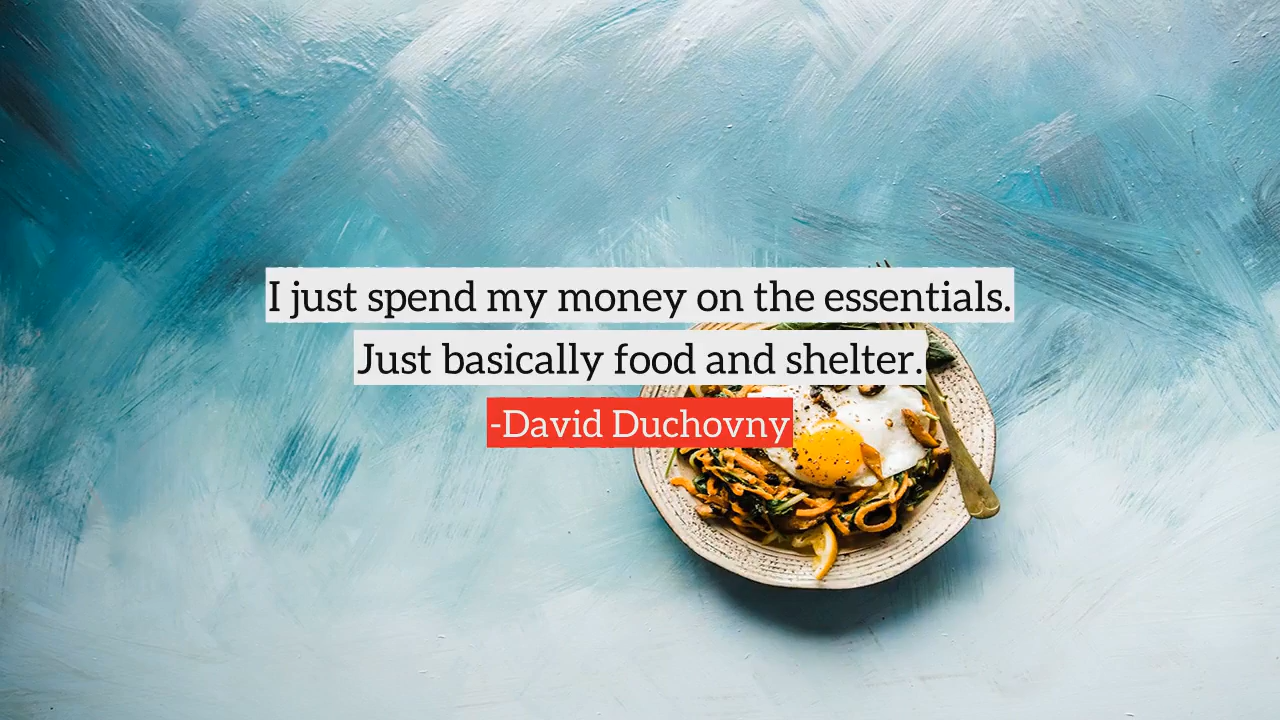 I just spend my money on the essentials.
Just basically food and shelter.
-David Duchovny